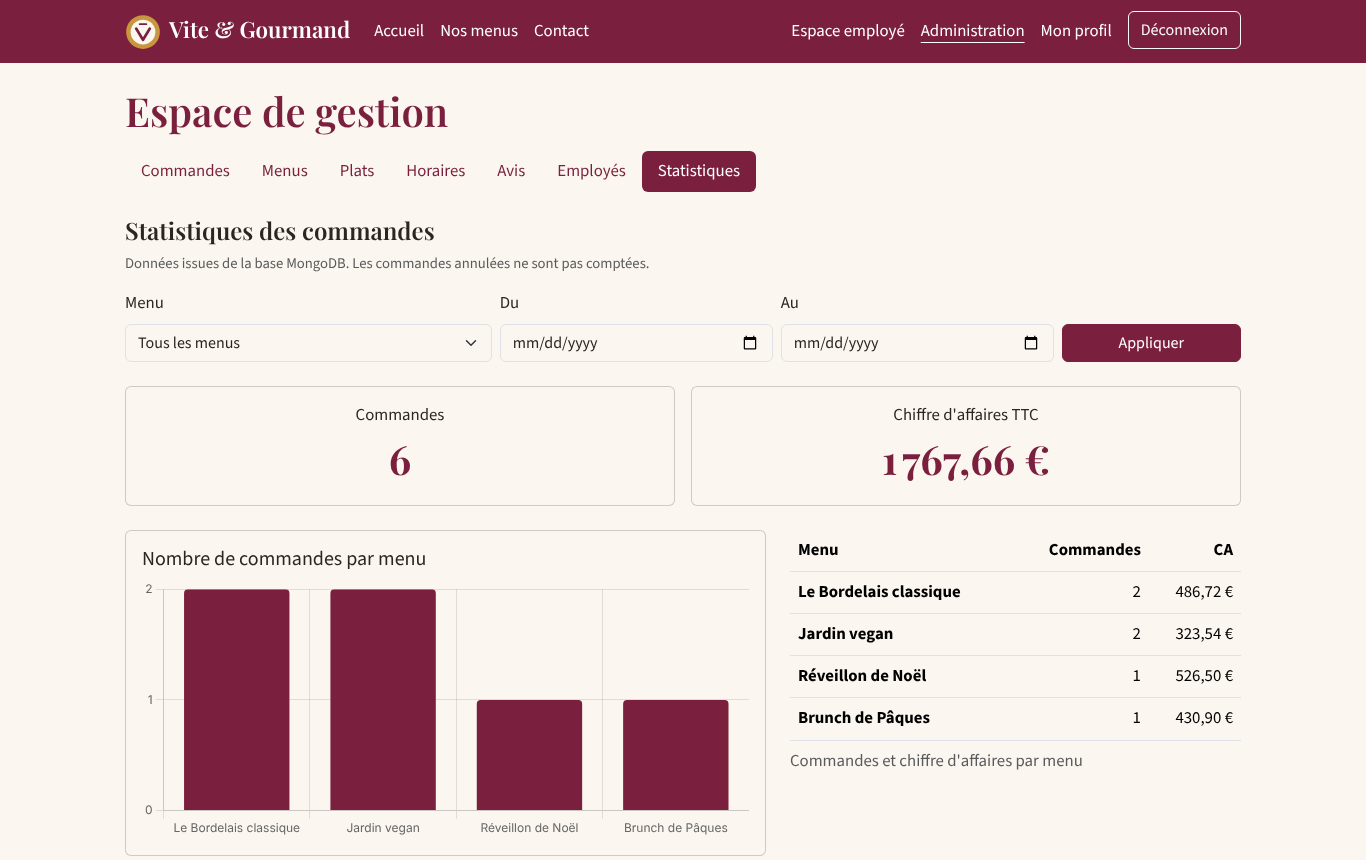 Vite & Gourmand Accueil Nos menus Contact Espace employé Administration Mon profil Déconnexion
Espace de gestion
Commandes Menus Plats Horaires Avis Employés Statistiques
Statistiques des commandes
Données issues de la base MongoDB. Les commandes annulées ne sont pas comptées.
Menu Du Au
Tous les menus mm/dd/yyyy mm/dd/yyyy Appliquer
Commandes
6
Chiffre d'affaires TTC
1 767,66 €
Nombre de commandes par menu
2
1
0
Le Bordelais classique Jardin vegan Réveillon de Noël Brunch de Pâques
Menu Commandes CA
Le Bordelais classique 2 486,72 €
Jardin vegan 2 323,54 €
Réveillon de Noël 1 526,50 €
Brunch de Pâques 1 430,90 €
Commandes et chiffre d'affaires par menu